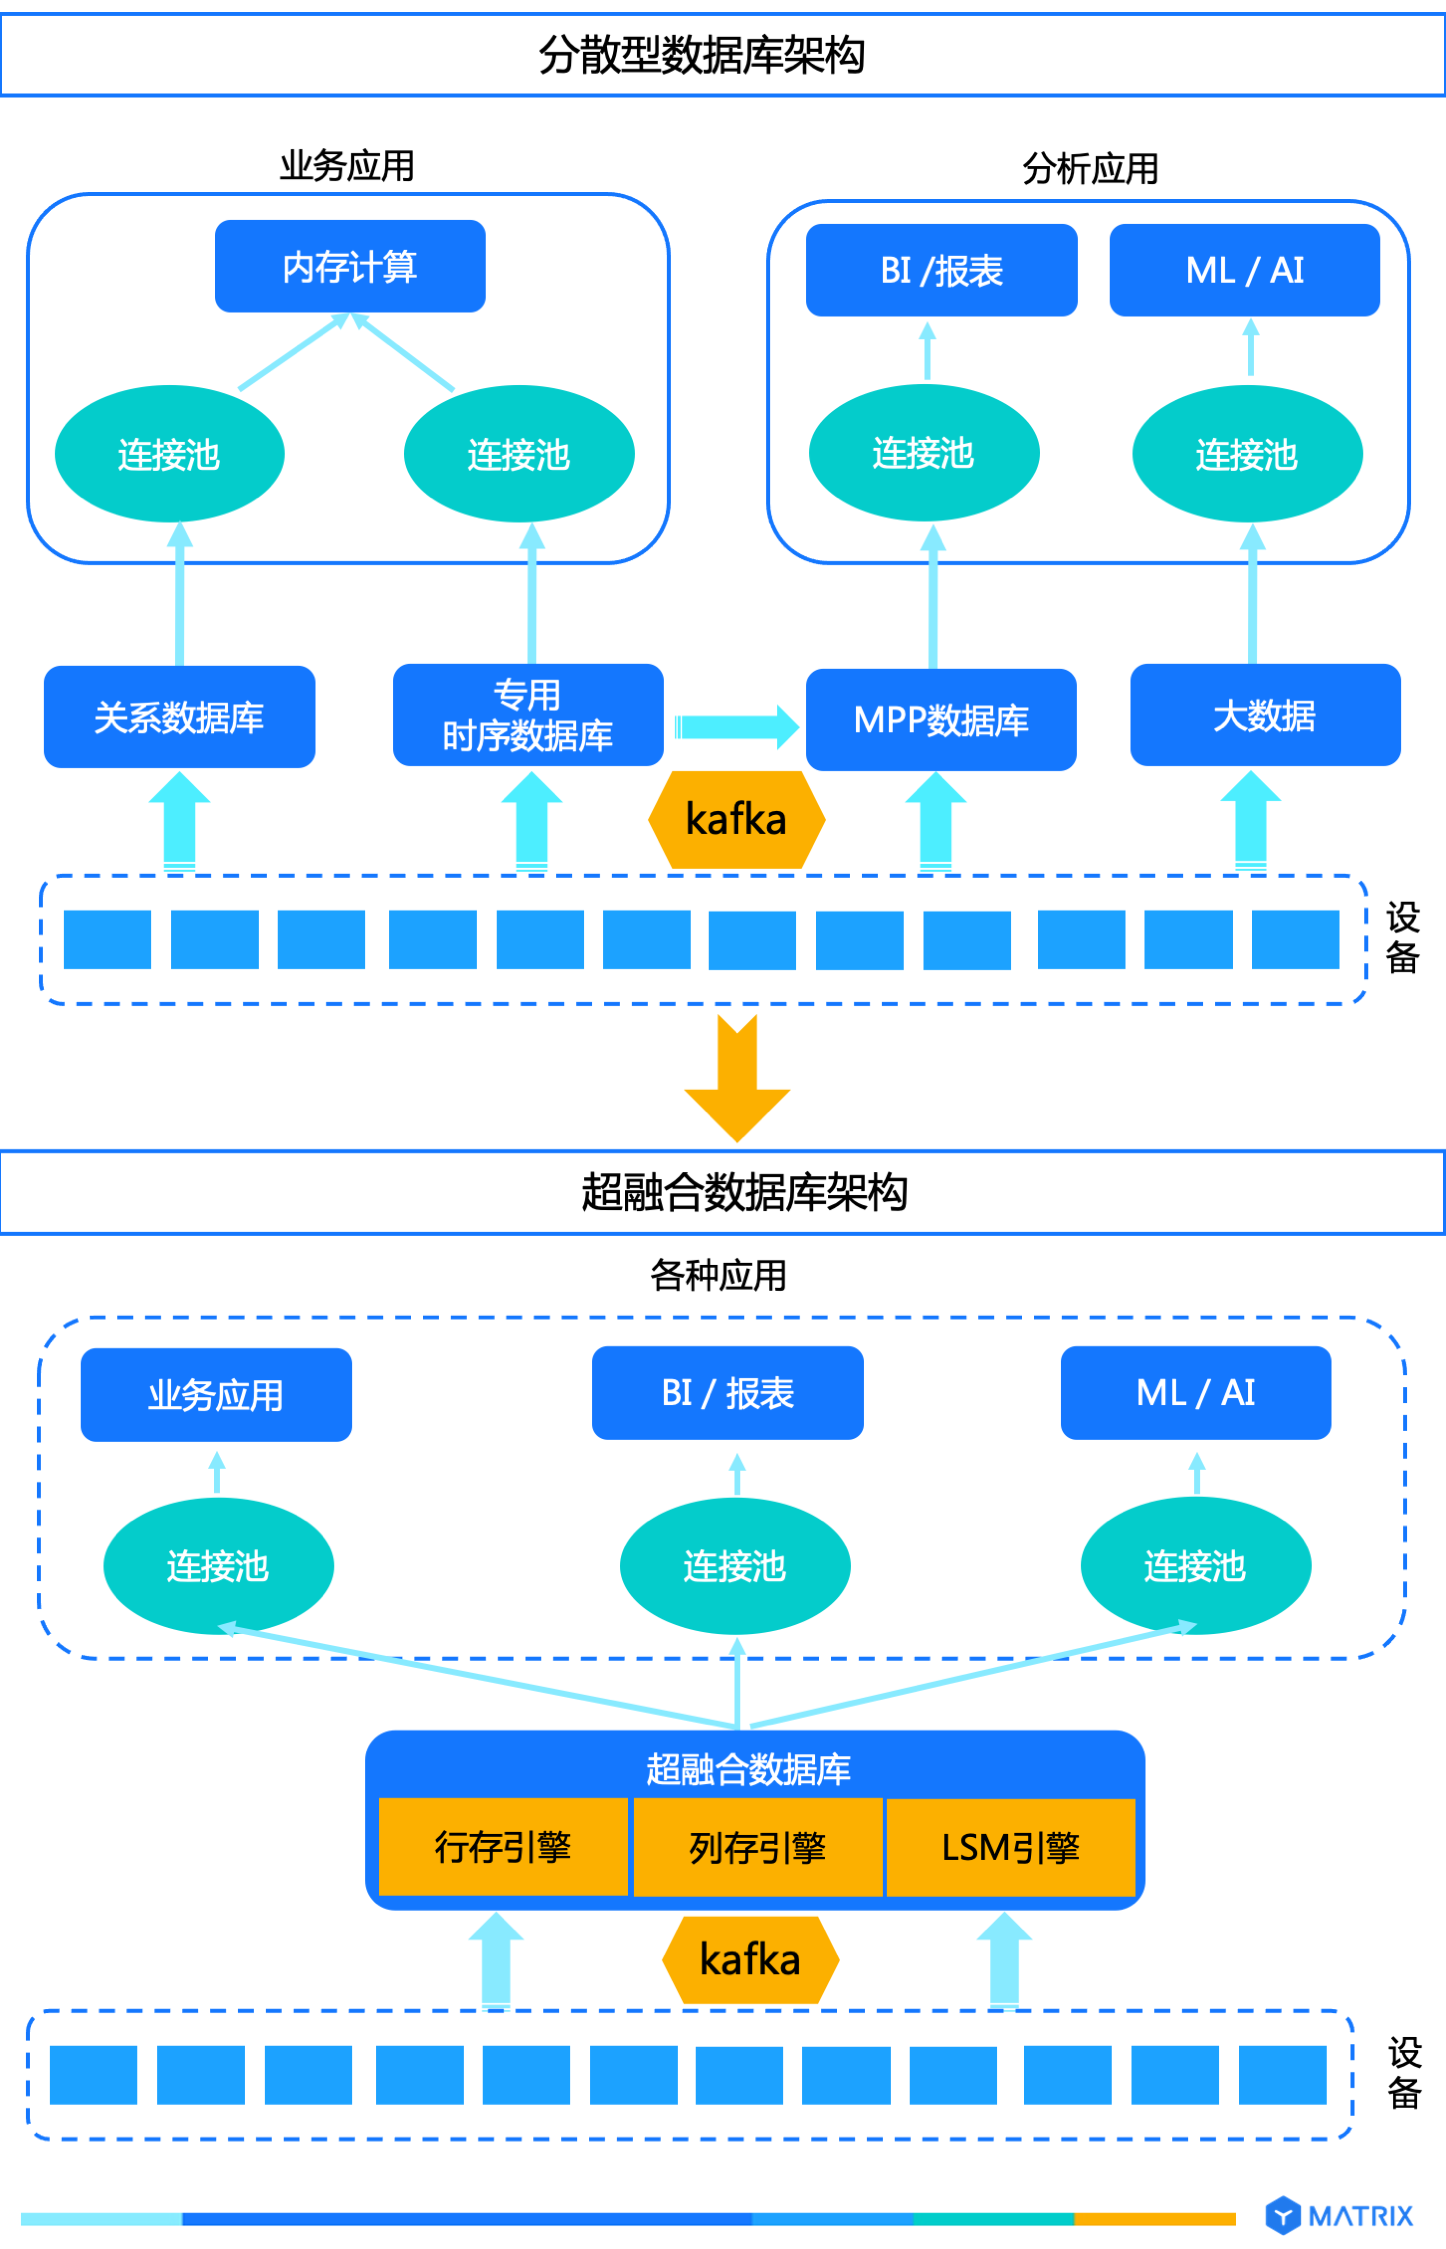 分散型数据库架构
业务应用
分析应用
内存计算
BI /报表
ML / AI
连接池
连接池
连接池
连接池
关系数据库
专用
时序数据库
MPP数据库
大数据
kafka
设
备
超融合数据库架构
各种应用
业务应用
BI / 报表
ML / AI
连接池
连接池
连接池
超融合数据库
行存引擎
列存引擎
LSM引擎
kafka
设
备
MATRIX